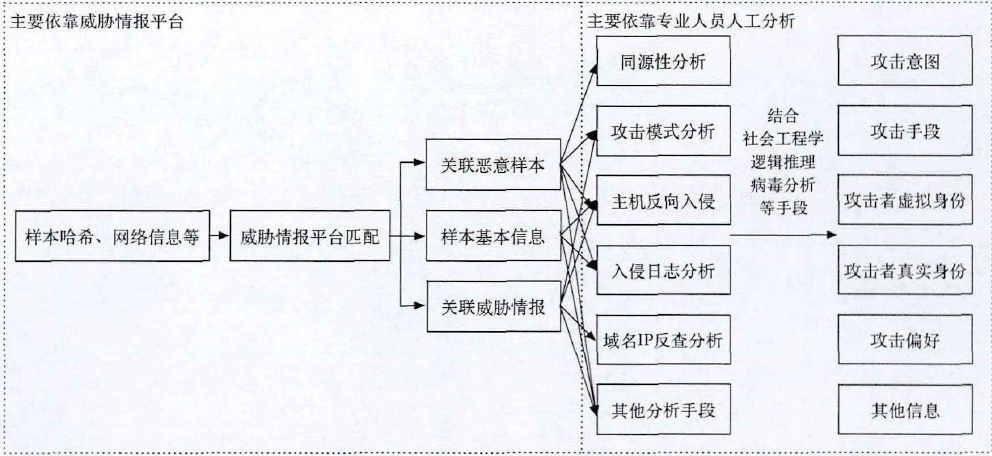 主要依靠威胁情报平台
样本哈希、网络信息等
威胁情报平台匹配
关联恶意样本
样本基本信息
关联威胁情报
主要依靠专业人员人工分析
同源性分析
攻击模式分析
主机反向入侵
入侵日志分析
域名IP反查分析
其他分析手段
结合
社会工程学
逻辑推理
病毒分析
等手段
攻击意图
攻击手段
攻击者虚拟身份
攻击者真实身份
攻击偏好
其他信息